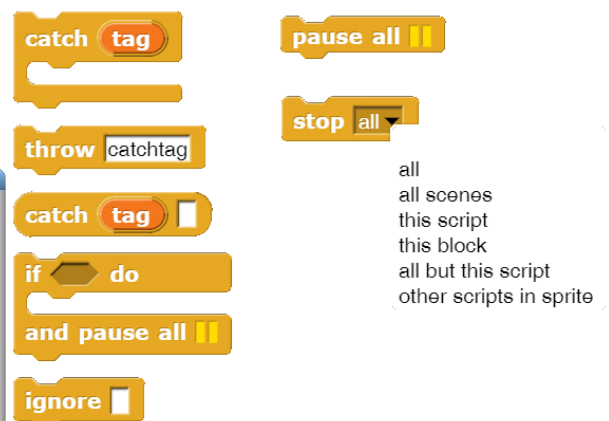 catch tag
throw catchtag
catch tag
if do
and pause all
ignore
pause all
stop all
all
all scenes
this script
this block
all but this script
other scripts in sprite